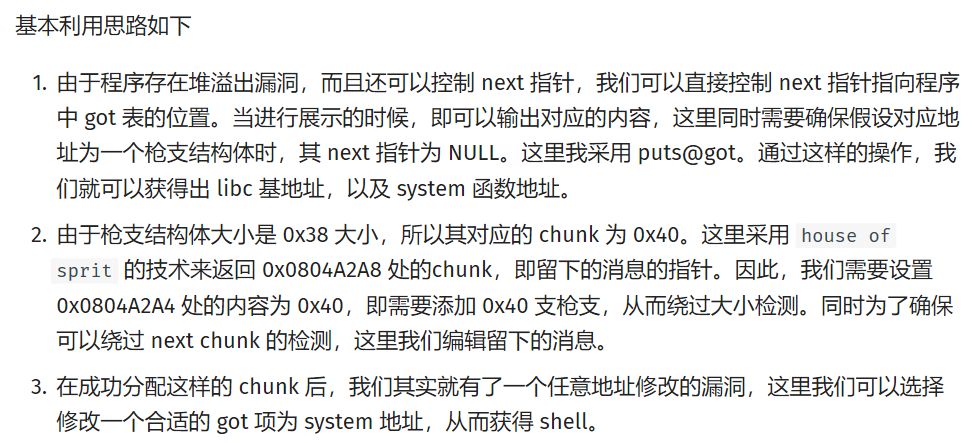 基本利用思路如下
1. 由于程序存在堆溢出漏洞，而且还可以控制 next 指针，我们可以直接控制 next 指针指向程序
中 got 表的位置。当进行展示的时候，即可以输出对应的内容，这里同时需要确保假设对应地
址为一个枪支结构体时，其 next 指针为 NULL。这里我采用 puts@got。通过这样的操作，我
们就可以获得出 libc 基地址，以及 system 函数地址。
2. 由于枪支结构体大小是 0x38 大小，所以其对应的 chunk 为 0x40。这里采用 house of
sprit 的技术来返回 0x0804A2A8 处的chunk，即留下的消息的指针。因此，我们需要设置
0x0804A2A4 处的内容为 0x40，即需要添加 0x40 支枪支，从而绕过大小检测。同时为了确保
可以绕过 next chunk 的检测，这里我们编辑留下的消息。
3. 在成功分配这样的 chunk 后，我们其实就有了一个任意地址修改的漏洞，这里我们可以选择
修改一个合适的 got 项为 system 地址，从而获得 shell。